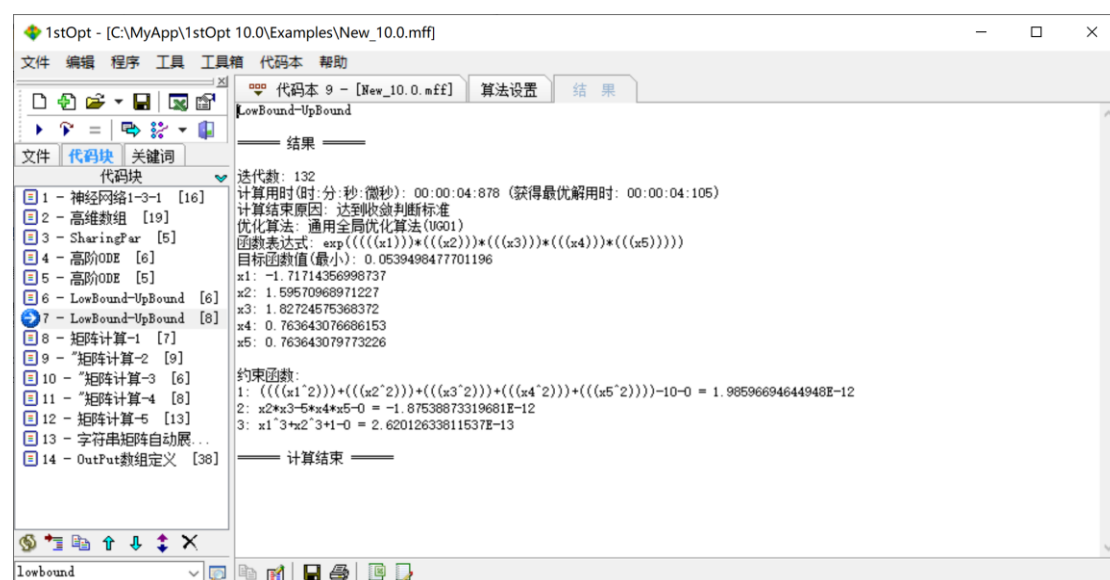 1stOpt - [C:\MyApp\1stOpt 10.0\Examples\New_10.0.mff]
文件 编辑 程序 工具 工具箱 代码本 帮助
代码本 9 - [New_10.0.mff] 算法设置 结 果
文件 代码块 关键词
代码块
1 - 神经网络1-3-1 [16]
2 - 高维数组 [19]
3 - SharingPar [5]
4 - 高阶ODE [6]
5 - 高阶ODE [5]
6 - LowBound-UpBound [6]
7 - LowBound-UpBound [8]
8 - 矩阵计算-1 [7]
9 - "矩阵计算-2 [9]
10 - "矩阵计算-3 [6]
11 - "矩阵计算-4 [8]
12 - 矩阵计算-5 [13]
13 - 字符串矩阵自动展...
14 - OutPut数组定义 [38]
lowbound
LowBound-UpBound
===== 结果 =====
迭代数: 132
计算用时(时:分:秒:微秒): 00:00:04:878 (获得最优解用时: 00:00:04:105)
计算结束原因: 达到收敛判断标准
优化算法: 通用全局优化算法(UGO1)
函数表达式: exp(((((x1)))*(((x2)))*(((x3)))*(((x4)))*(((x5)))))
目标函数值(最小): 0.0539498477701196
x1: -1.71714356998737
x2: 1.59570968971227
x3: 1.82724575368372
x4: 0.763643076686153
x5: 0.763643079773226
约束函数:
1: ((((x1^2)))+(((x2^2)))+(((x3^2)))+(((x4^2)))+(((x5^2))))-10-0 = 1.98596694644948E-12
2: x2*x3-5*x4*x5-0 = -1.87538873319681E-12
3: x1^3+x2^3+1-0 = 2.62012633811537E-13
===== 计算结束 =====